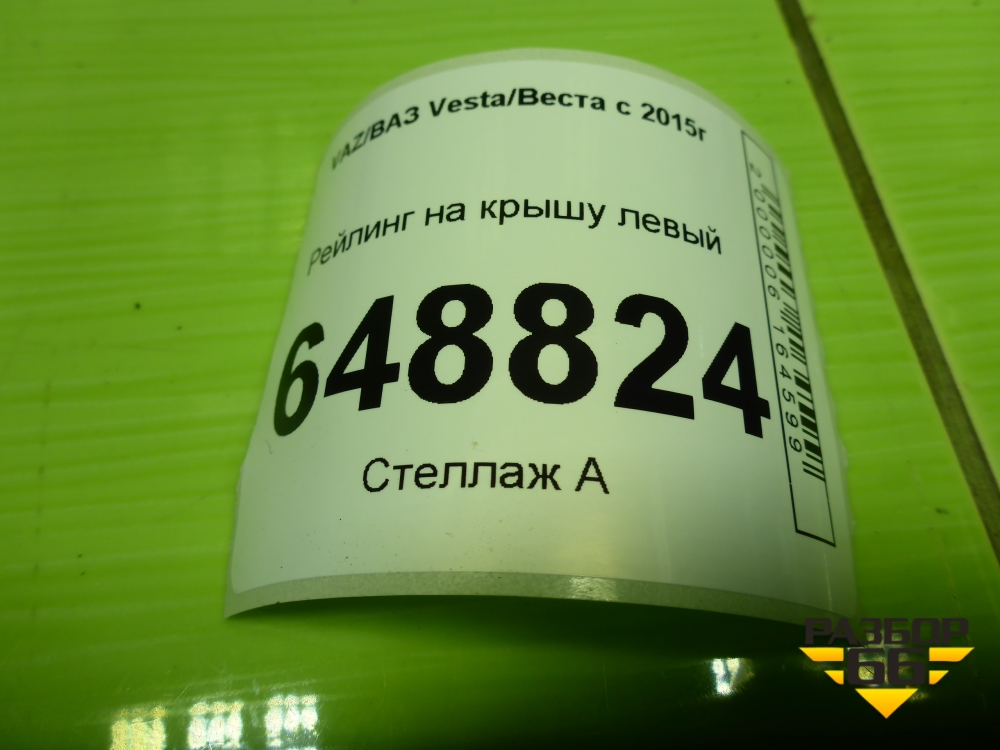 VAZ/ВАЗ Vesta/Веста с 2015г
Рейлинг на крышу левый
648824
Стеллаж А
2000006164599
РАЗБОР
66